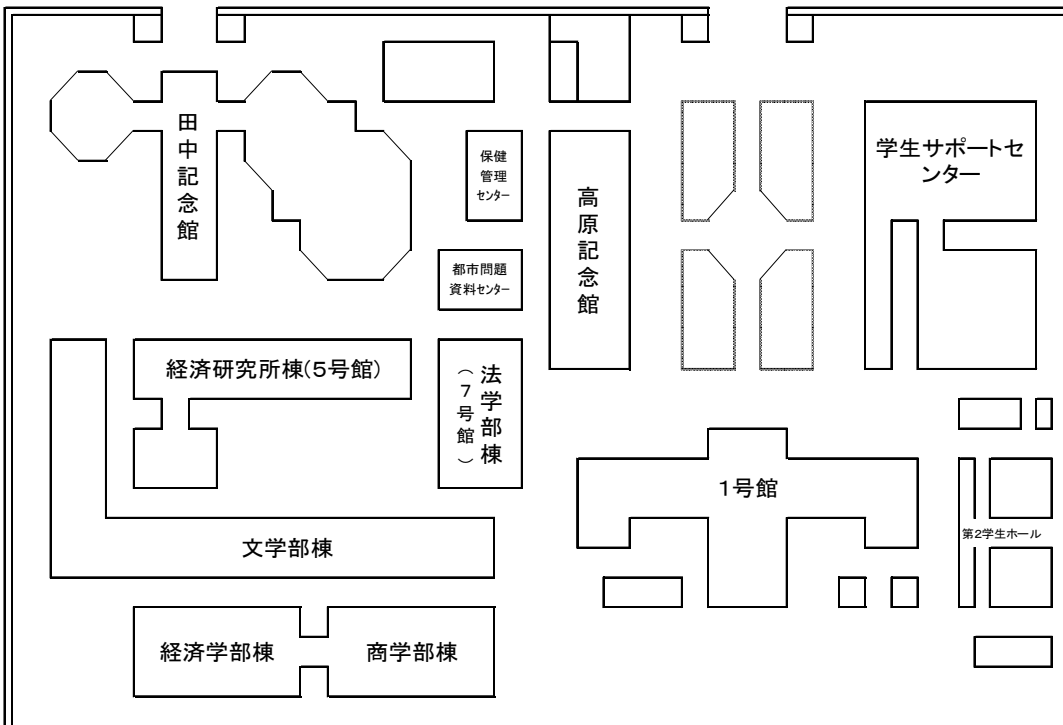 田中記念館
保健
管理
センター
高原記念館
学生サポートセ
ンター
都市問題
資料センター
経済研究所棟(5号館)
法学部棟
（7号館）
1号館
第2学生ホール
文学部棟
経済学部棟
商学部棟